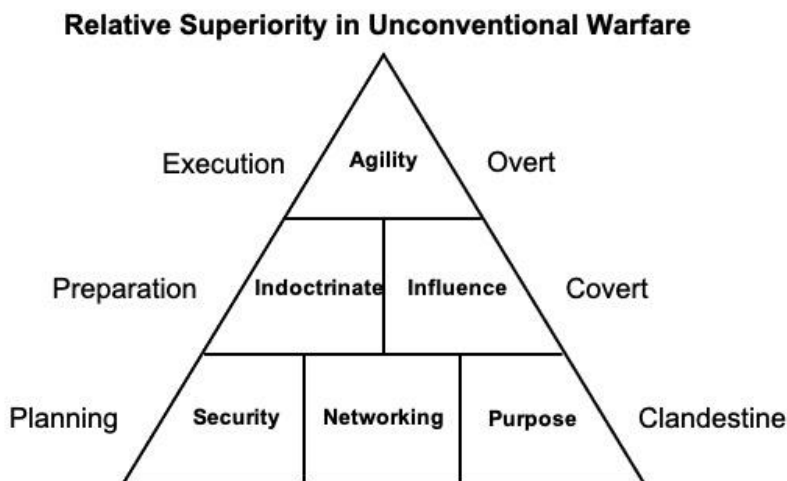 Relative Superiority in Unconventional Warfare
Execution Agility Overt
Preparation Indoctrinate Influence Covert
Planning Security Networking Purpose Clandestine